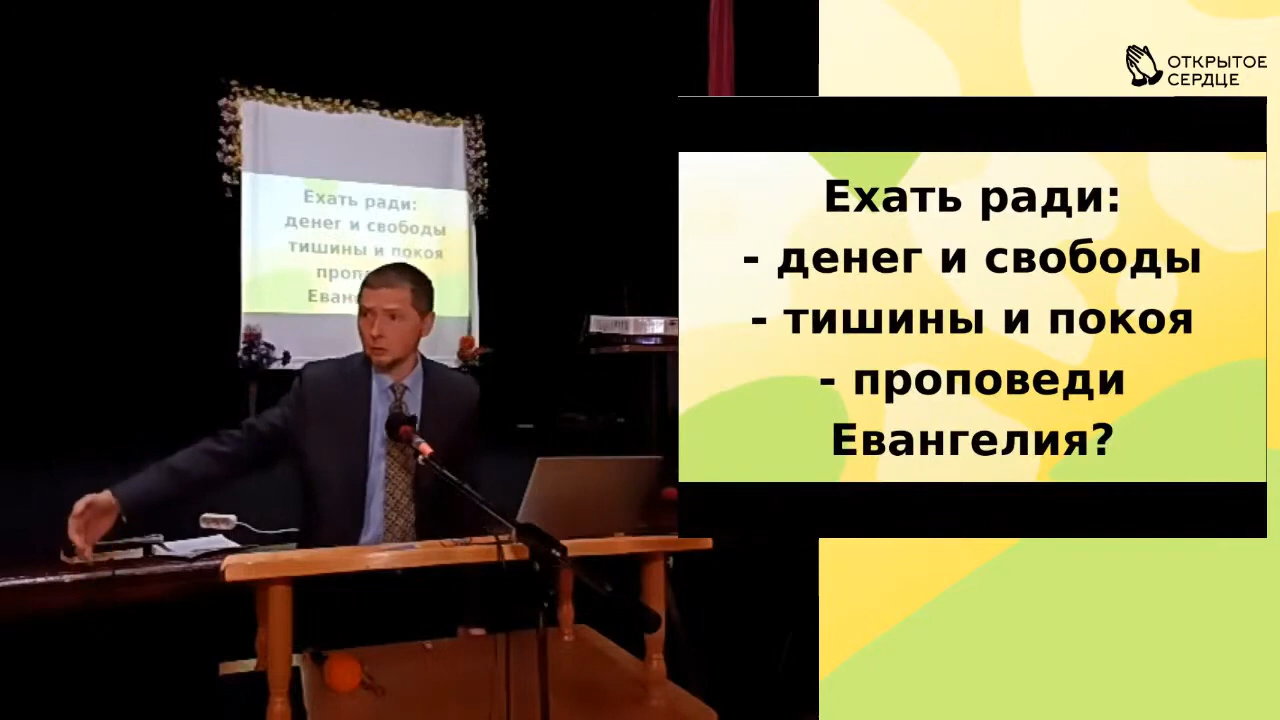 ОТКРЫТОЕ
СЕРДЦЕ
Ехать ради:
- денег и свободы
- тишины и покоя
- проповеди
Евангелия?
Ехать ради:
денег и свободы
тишины и покоя